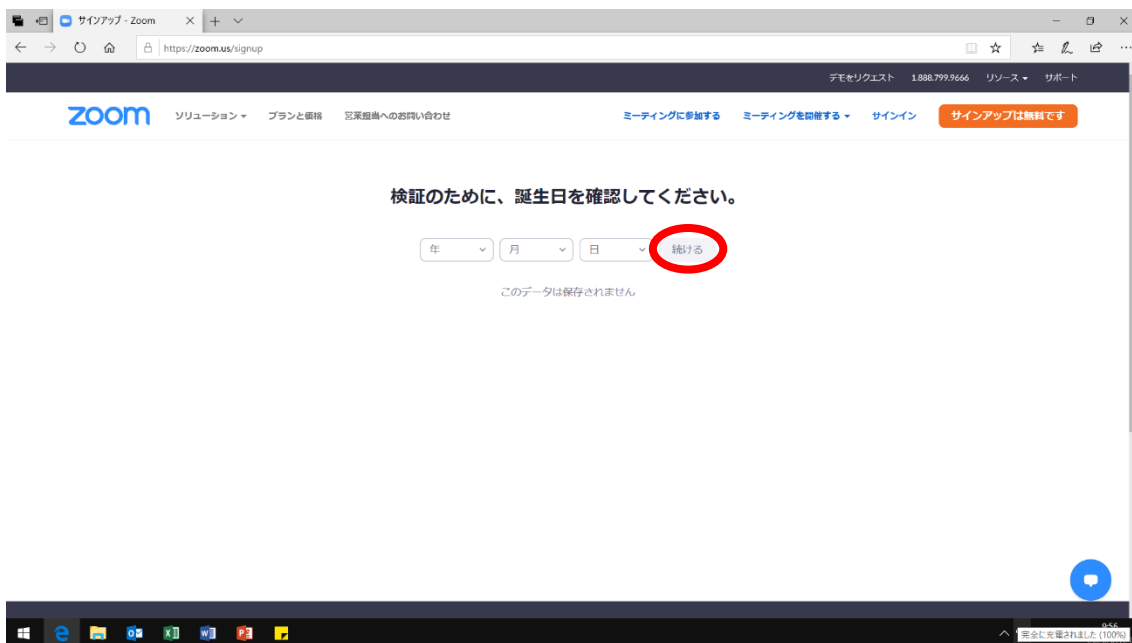 サインアップ - Zoom
https://zoom.us/signup
デモをリクエスト 1.888.799.9666 リソース サポート
zoom ソリューション プランと価格 営業担当へのお問い合わせ ミーティングに参加する ミーティングを開催する サインイン サインアップは無料です
検証のために、誕生日を確認してください。
年 月 日 続ける
このデータは保存されません
9:56
完全に充電されました (100%)